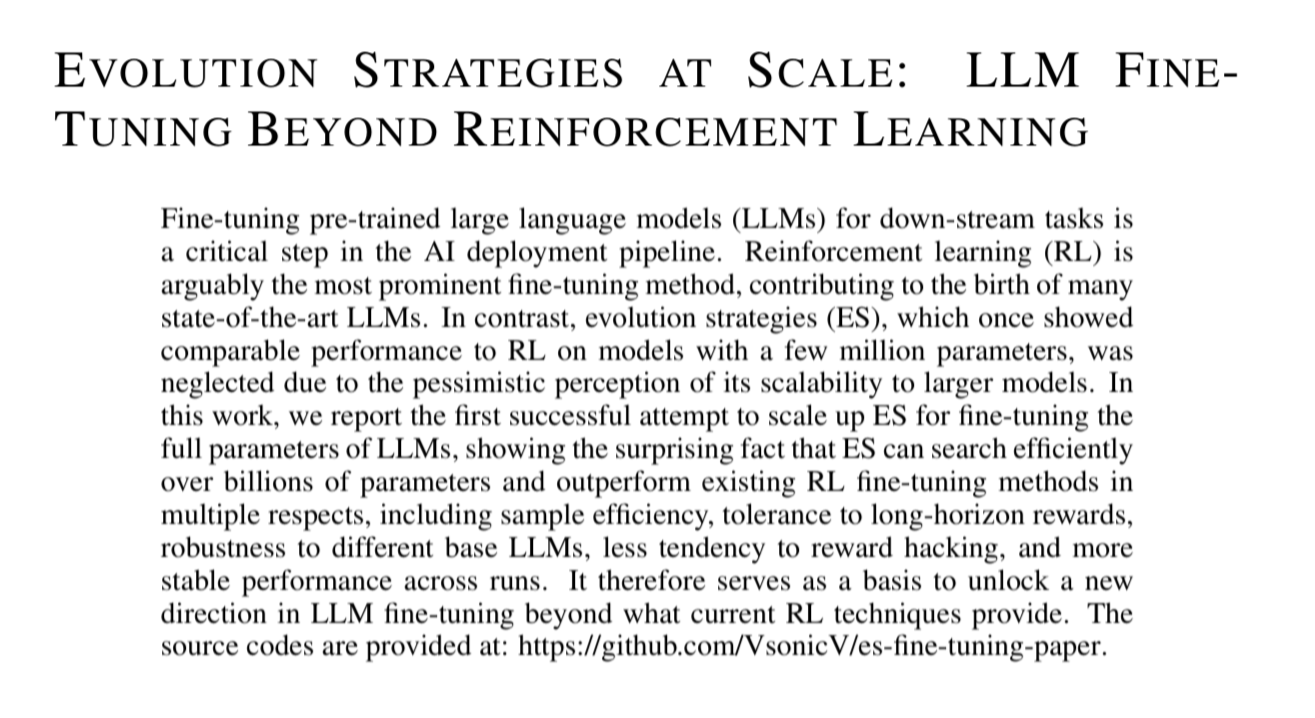 EVOLUTION STRATEGIES AT SCALE: LLM FINE-
TUNING BEYOND REINFORCEMENT LEARNING
Fine-tuning pre-trained large language models (LLMs) for down-stream tasks is
a critical step in the AI deployment pipeline. Reinforcement learning (RL) is
arguably the most prominent fine-tuning method, contributing to the birth of many
state-of-the-art LLMs. In contrast, evolution strategies (ES), which once showed
comparable performance to RL on models with a few million parameters, was
neglected due to the pessimistic perception of its scalability to larger models. In
this work, we report the first successful attempt to scale up ES for fine-tuning the
full parameters of LLMs, showing the surprising fact that ES can search efficiently
over billions of parameters and outperform existing RL fine-tuning methods in
multiple respects, including sample efficiency, tolerance to long-horizon rewards,
robustness to different base LLMs, less tendency to reward hacking, and more
stable performance across runs. It therefore serves as a basis to unlock a new
direction in LLM fine-tuning beyond what current RL techniques provide. The
source codes are provided at: https://github.com/VsonicV/es-fine-tuning-paper.